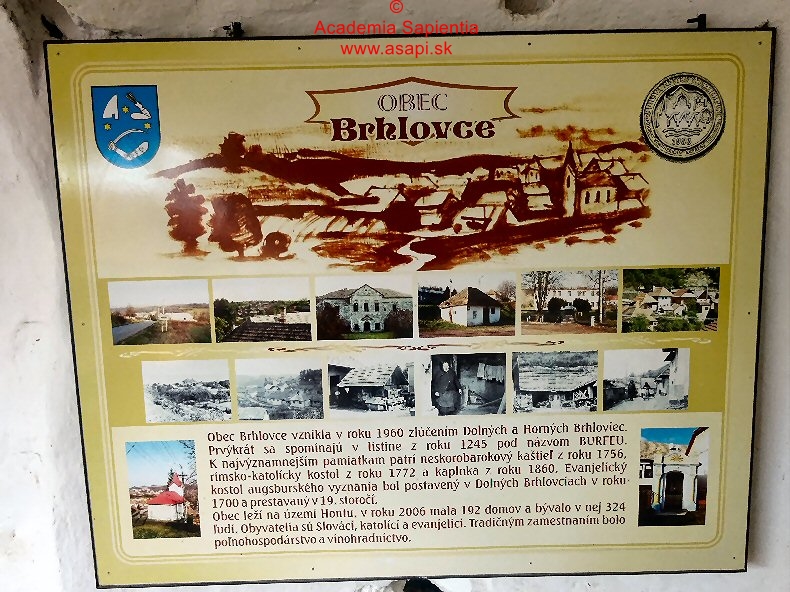 ©
Academia Sapientia
www.asapi.sk
OBEC
Brhlovce
Obec Brhlovce vznikla v roku 1960 zlúčením Dolných a Horných Brhloviec.
Prvýkrát sa spomínajú v listine z roku 1245 pod názvom BURFEU.
K najvýznamnejším pamiatkam patrí neskorobarokový kaštieľ z roku 1756,
rímsko-katolícky kostol z roku 1772 a kaplnka z roku 1860. Evanjelický
kostol augsburského vyznania bol postavený v Dolných Brhlovciach v roku
1700 a prestavaný v 19. storočí.
Obec leží na území Hontu, v roku 2006 mala 192 domov a bývalo v nej 324
ľudí. Obyvatelia sú Slováci, katolíci a evanjelici. Tradičným zamestnaním bolo
poľnohospodárstvo a vinohradníctvo.